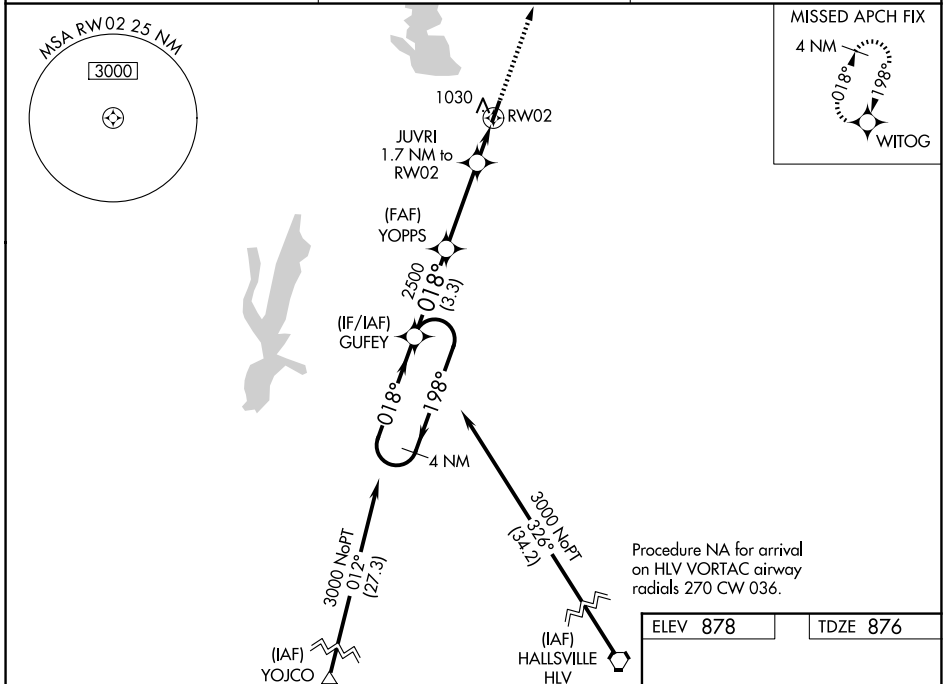 MSA RW02 25 NM
3000
MISSED APCH FIX
4 NM
018°
198°
WITOG
1030
RW02
JUVRI
1.7 NM to
RW02
(FAF)
YOPPS
2500
018°
(3.3)
(IF/IAF)
GUFEY
018°
198°
4 NM
3000 NoPT
012°
(27.3)
3000 NoPT
326°
(34.2)
Procedure NA for arrival
on HLV VORTAC airway
radials 270 CW 036.
(IAF)
YOJCO
(IAF)
HALLSVILLE
HLV
ELEV 878
TDZE 876